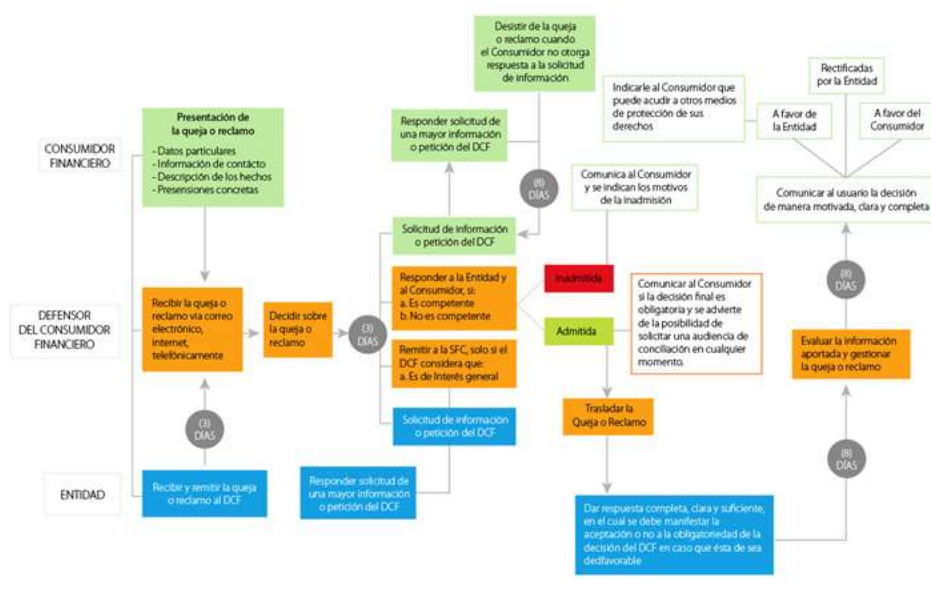 Desistir de la queja
o reclamo cuando
el Consumidor no otorga
respuesta a la solicitud
de información
Rectificadas
por la Entidad
Indicarle al Consumidor que
puede acudir a otros medios
de protección de sus
derechos
A favor de
la Entidad
A favor del
Consumidor
CONSUMIDOR
FINANCIERO
Presentación de
la queja o reclamo
- Datos particulares
- Información de contácto
- Descripción de los hechos
- Presensiones concretas
Responder solicitud de
una mayor información
o petición del DCF
(8)
DÍAS
Comunica al Consumidor
y se indican los motivos
de la inadmisión
Comunicar al usuario la decisión
de manera motivada, clara y completa
Solicitud de información
o petición del DCF
DEFENSOR
DEL CONSUMIDOR
FINANCIERO
Recibir la queja o
reclamo via correo
electrónico,
internet,
telefónicamente
Decidir sobre
la queja o
reclamo
(3)
DÍAS
Responder a la Entidad y
al Consumidor, si:
a. Es competente
b. No es competente
Inadmitida
Admitida
Comunicar al Consumidor
si la decisión final es
obligatoria y se advierte
de la posibilidad de
solicitar una audiencia de
conciliación en cualquier
momento.
(8)
DÍAS
Evaluar la información
aportada y gestionar
la queja o reclamo
Remitir a la SFC, solo si el
DCF considera que:
a. Es de Interés general
(3)
DÍAS
Solicitud de información
o petición del DCF
Trasladar la
Queja o Reclamo
(8)
DÍAS
ENTIDAD
Recibir y remitir la queja
o reclamo al DCF
Responder solicitud de
una mayor información
o petición del DCF
Dar respuesta completa, clara y suficiente,
en el cual se debe manifestar la
aceptación o no a la obligatoriedad de la
decisión del DCF en caso que ésta de sea
dedfavorable